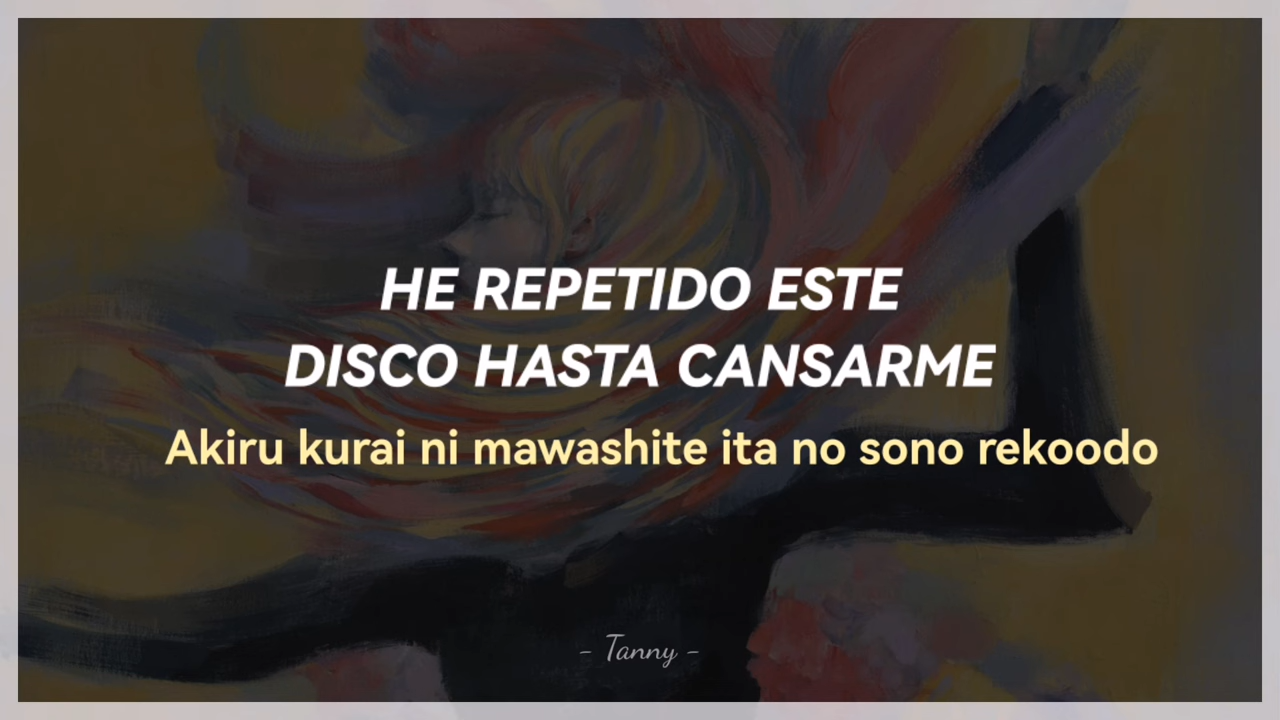 HE REPETIDO ESTE
DISCO HASTA CANSARME
Akiru kurai ni mawashite ita no sono rekoodo
- Tanny -